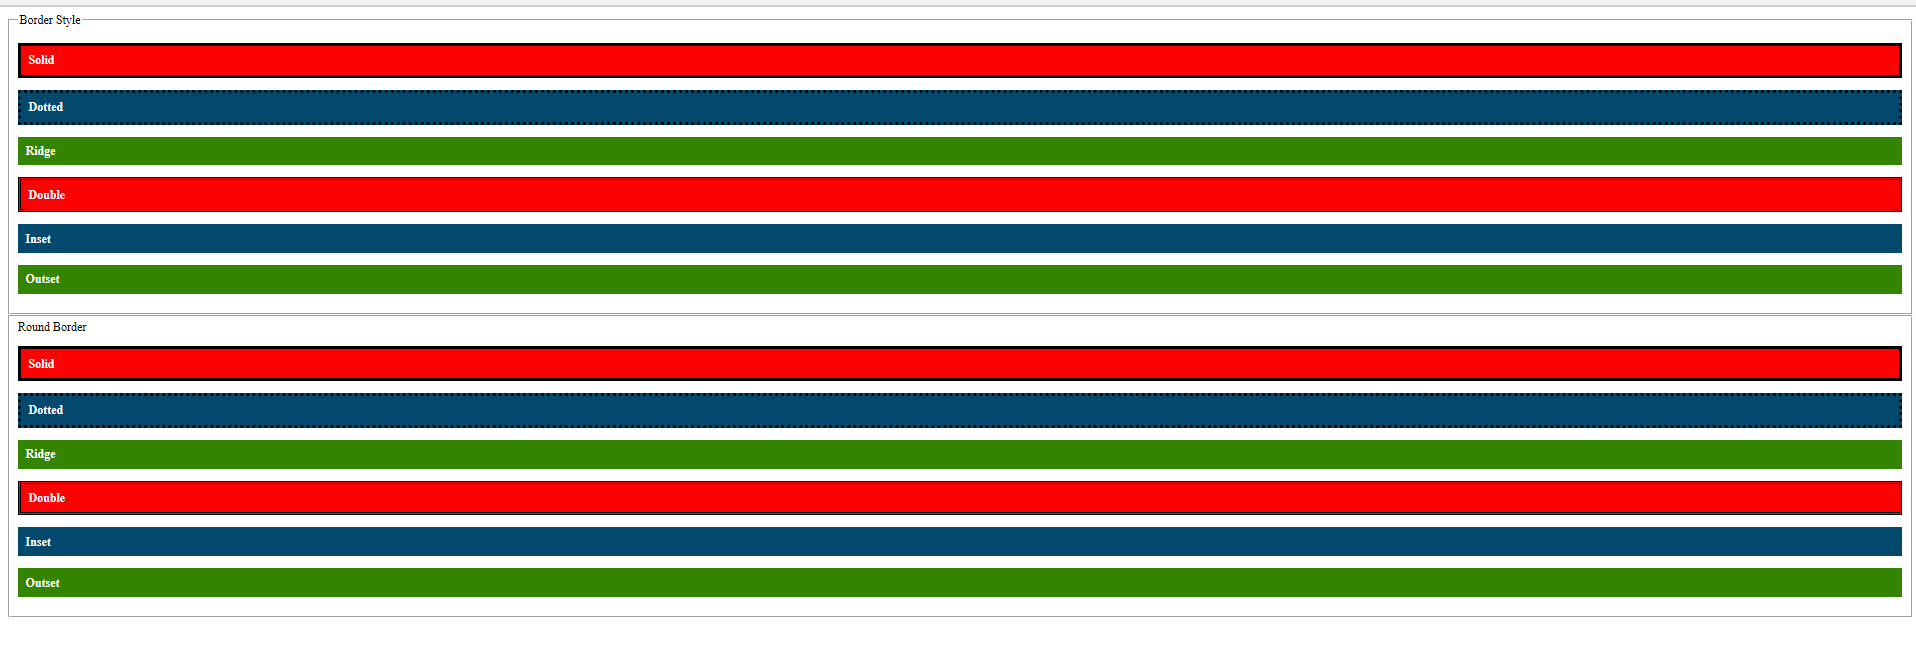 Border Style
Solid
Dotted
Ridge
Double
Inset
Outset
Round Border
Solid
Dotted
Ridge
Double
Inset
Outset